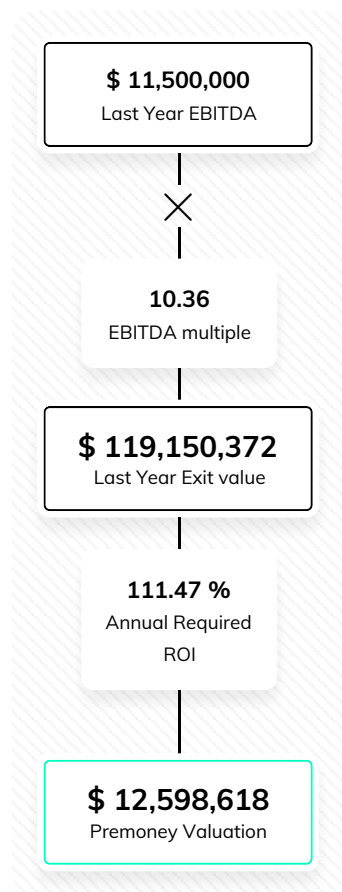 $ 11,500,000
Last Year EBITDA
10.36
EBITDA multiple
$ 119,150,372
Last Year Exit value
111.47 %
Annual Required
ROI
$ 12,598,618
Premoney Valuation